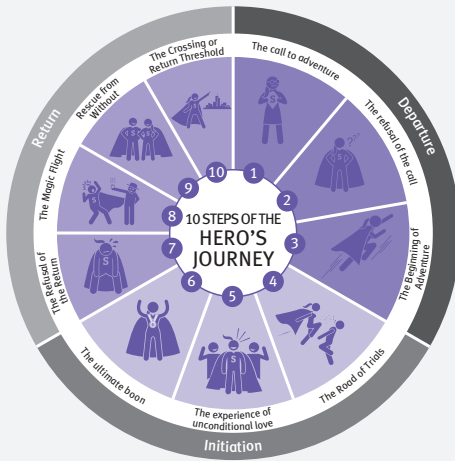 10 STEPS OF THE
HERO'S
JOURNEY
Departure
1
The call to adventure
2
The refusal of the call
3
The Beginning of
Adventure
Initiation
4
The Road of Trials
5
The experience of
unconditional love
6
The ultimate boon
Return
7
The Refusal of
the Return
8
The Magic Flight
9
Rescue from
Without
10
The Crossing or
Return Threshold
S
S
S
S
S
S
S
S